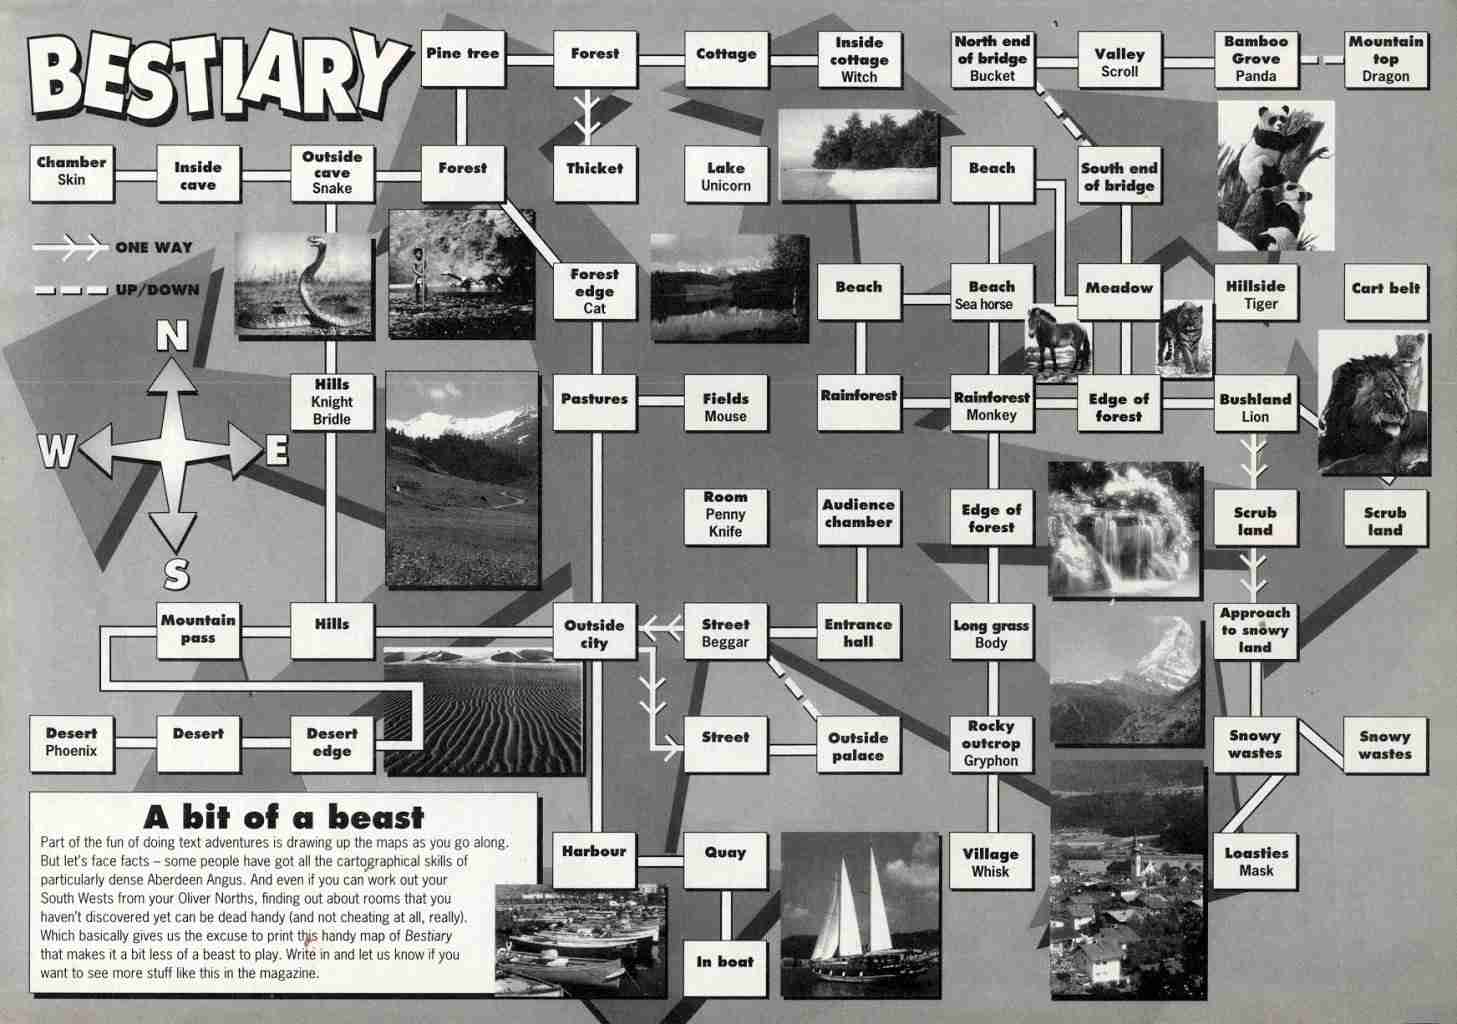 BESTIARY
Pine tree
Forest
Cottage
Inside
cottage
Witch
North end
of bridge
Bucket
Valley
Scroll
Bamboo
Grove
Panda
Mountain
top
Dragon
Chamber
Skin
Inside
cave
Outside
cave
Snake
Forest
Thicket
Lake
Unicorn
Beach
South end
of bridge
ONE WAY
UP/DOWN
Forest
edge
Cat
Beach
Beach
Sea horse
Meadow
Hillside
Tiger
Cart belt
N
W
E
S
Hills
Knight
Bridle
Pastures
Fields
Mouse
Rainforest
Rainforest
Monkey
Edge of
forest
Bushland
Lion
Room
Penny
Knife
Audience
chamber
Edge of
forest
Scrub
land
Scrub
land
Mountain
pass
Hills
Outside
city
Street
Beggar
Entrance
hall
Long grass
Body
Approach
to snowy
land
Desert
Phoenix
Desert
Desert
edge
Street
Outside
palace
Rocky
outcrop
Gryphon
Snowy
wastes
Snowy
wastes
Harbour
Quay
Village
Whisk
Loasties
Mask
In boat
A bit of a beast
Part of the fun of doing text adventures is drawing up the maps as you go along.
But let's face facts – some people have got all the cartographical skills of
particularly dense Aberdeen Angus. And even if you can work out your
South Wests from your Oliver Norths, finding out about rooms that you
haven't discovered yet can be dead handy (and not cheating at all, really).
Which basically gives us the excuse to print this handy map of Bestiary
that makes it a bit less of a beast to play. Write in and let us know if you
want to see more stuff like this in the magazine.